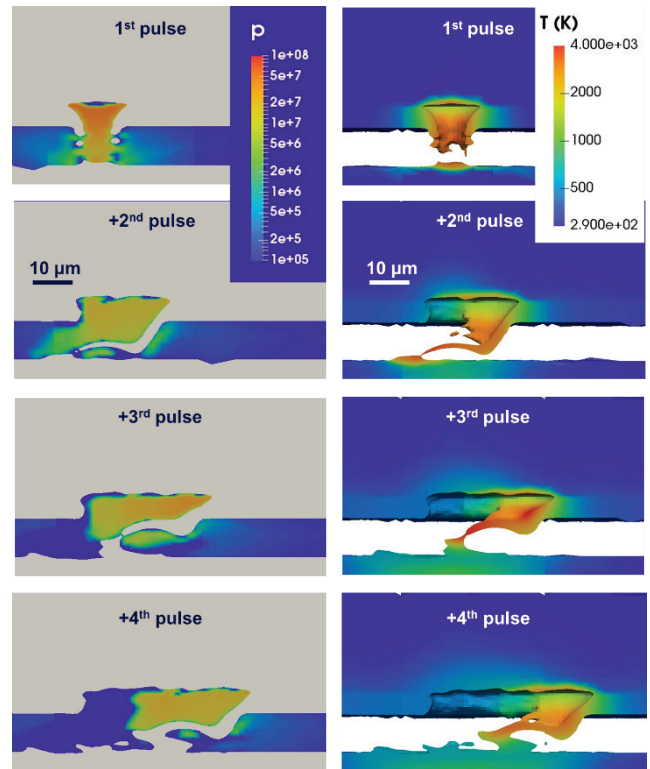 1st pulse
p
1e+08
5e+7
2e+7
1e+7
5e+6
2e+6
1e+6
5e+5
2e+5
1e+05
1st pulse
T (K)
4.000e+03
2000
1000
500
2.900e+02
+2nd pulse
10 µm
+2nd pulse
10 µm
+3rd pulse
+3rd pulse
+4th pulse
+4th pulse